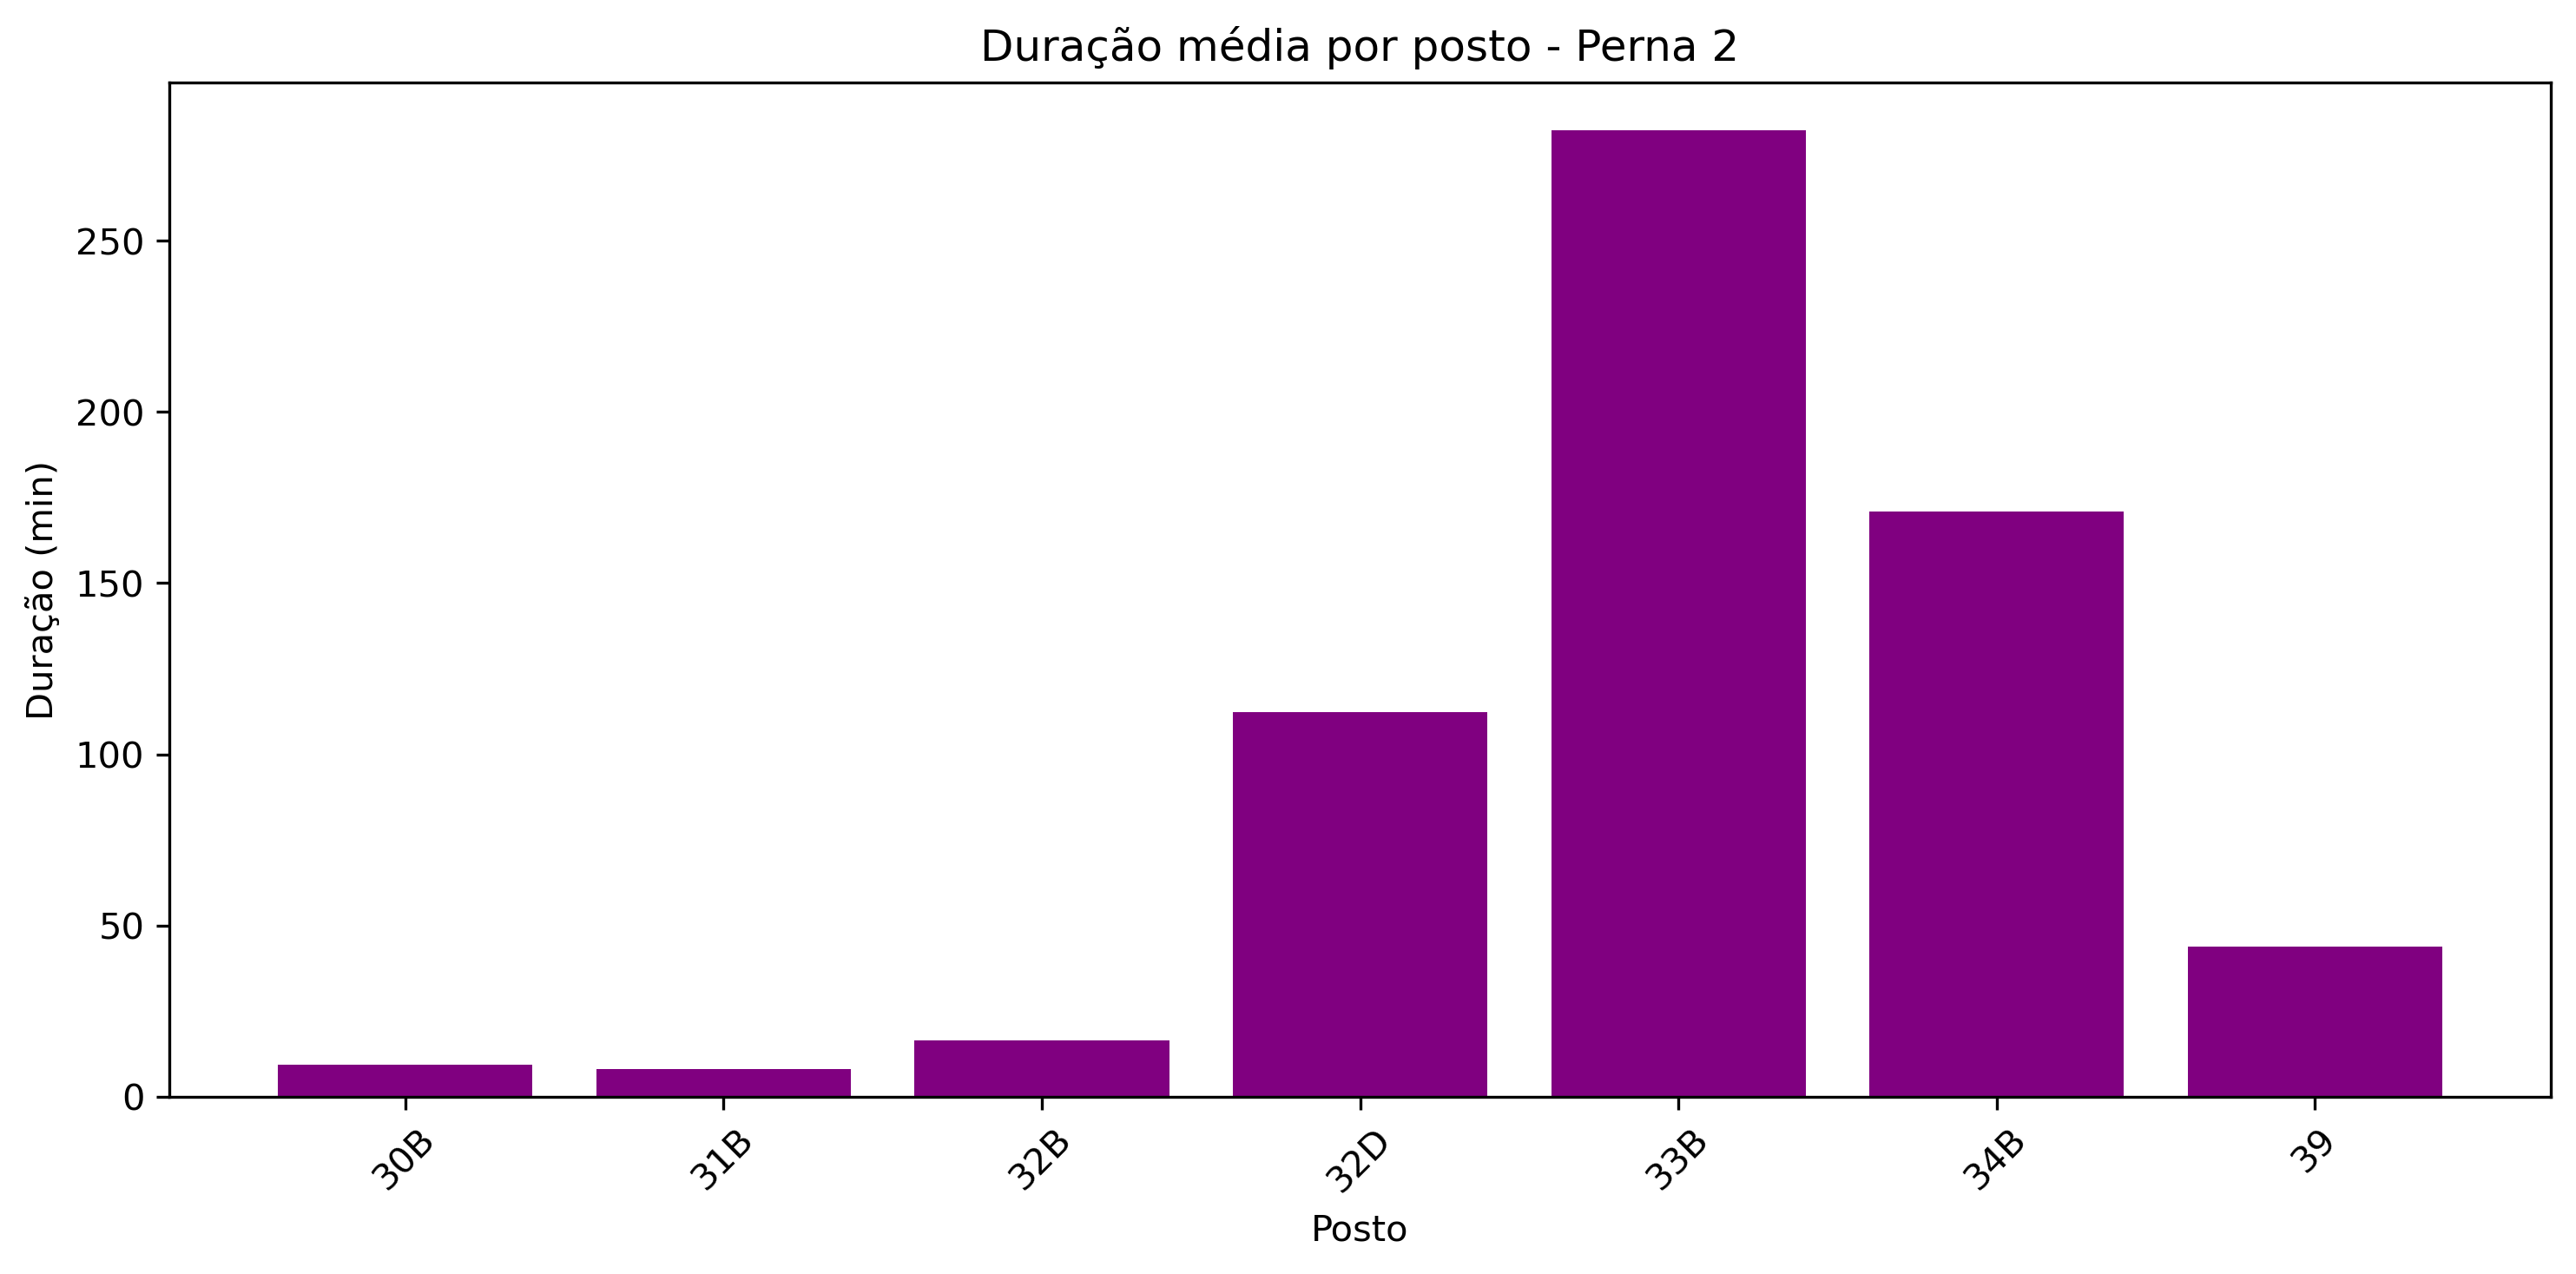 Duração média por posto - Perna 2
Duração (min)
250
200
150
100
50
0
30B
31B
32B
32D
33B
34B
39
Posto